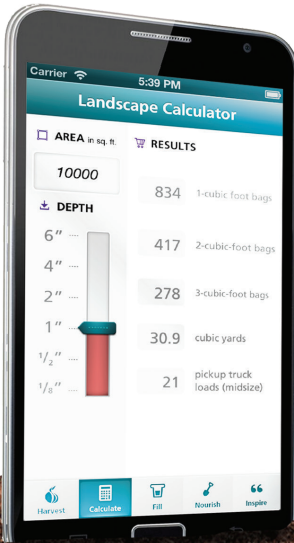 Carrier
5:39 PM
Landscape Calculator
AREA in sq. ft.
10000
DEPTH
6"
4"
2"
1"
1/2"
1/8"
RESULTS
834 1-cubic foot bags
417 2-cubic-foot bags
278 3-cubic-foot bags
30.9 cubic yards
21 pickup truck
loads (midsize)
Harvest
Calculate
Fill
Nourish
Inspire